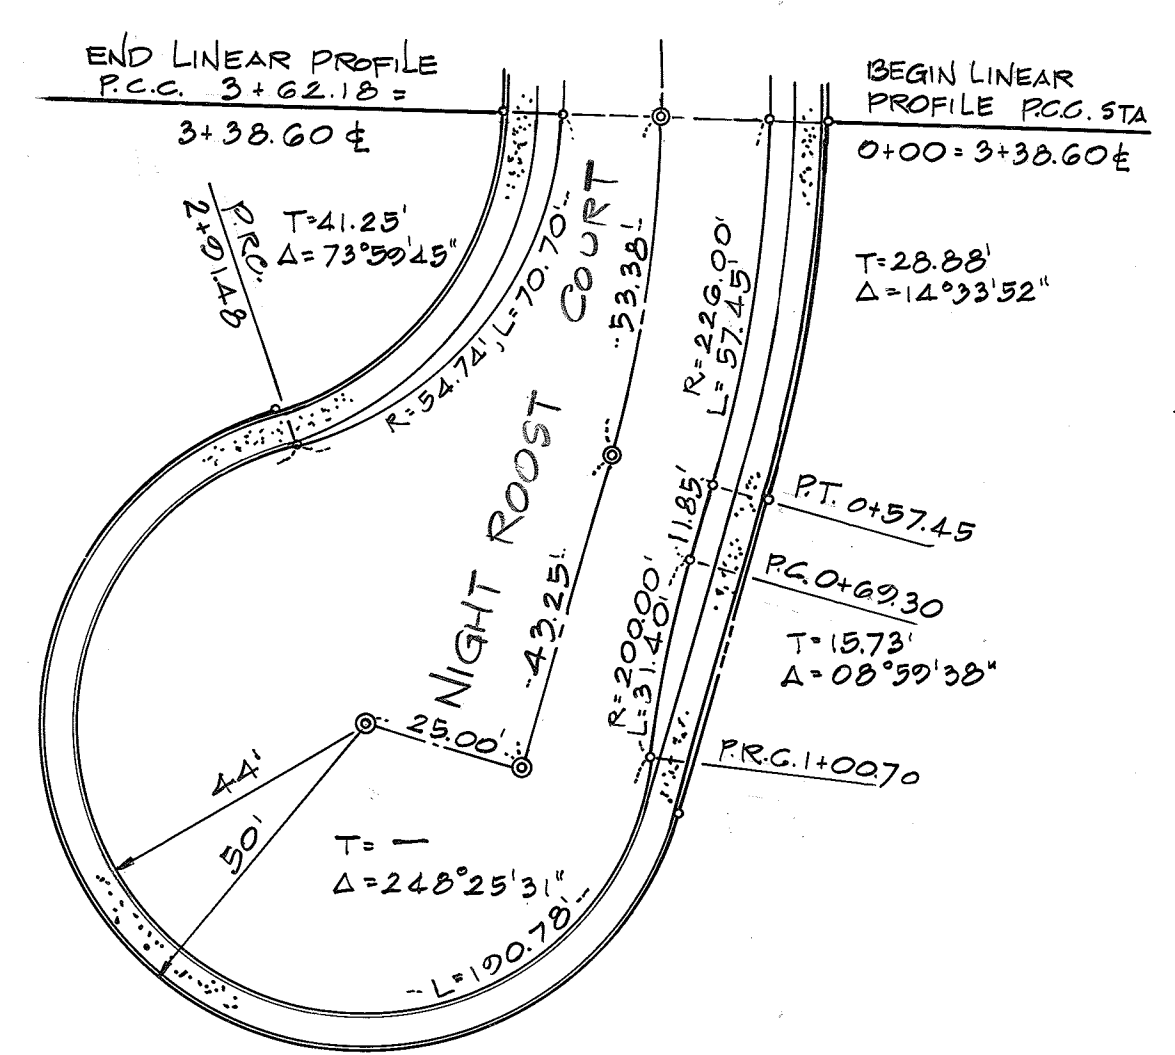 END LINEAR PROFILE
P.C.C. 3+62.18 =
3+38.60 ℄
BEGIN LINEAR
PROFILE P.C.C. STA
0+00 = 3+38.60 ℄
P.R.C.
2+91.48
T=41.25'
Δ=73°59'45"
R=54.74', L=70.70'
NIGHT ROOST COURT
53.38'
R=226.00'
L=57.45'
T=28.88'
Δ=14°33'52"
11.85'
P.T. 0+57.45
P.C. 0+69.30
43.25'
R=200.00'
L=31.40'
T=15.73'
Δ=08°59'38"
25.00'
P.R.C. 1+00.70
44'
50'
T= —
Δ=248°25'31"
L=190.78'